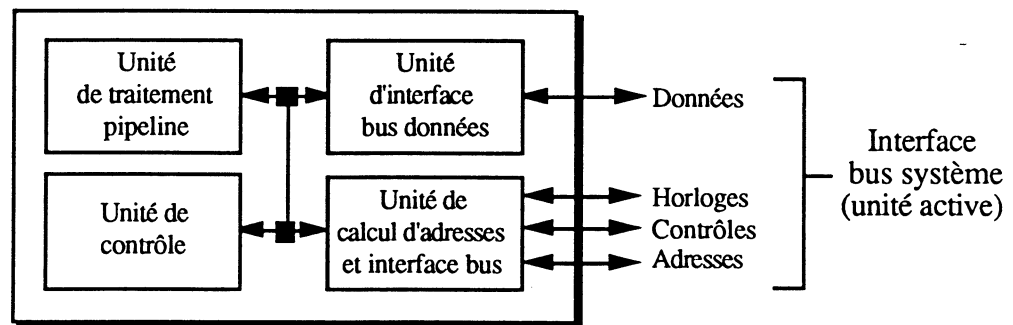 Unité
de traitement
pipeline
Unité
d'interface
bus données
Unité de
contrôle
Unité de
calcul d'adresses
et interface bus
Données
Horloges
Contrôles
Adresses
Interface
bus système
(unité active)